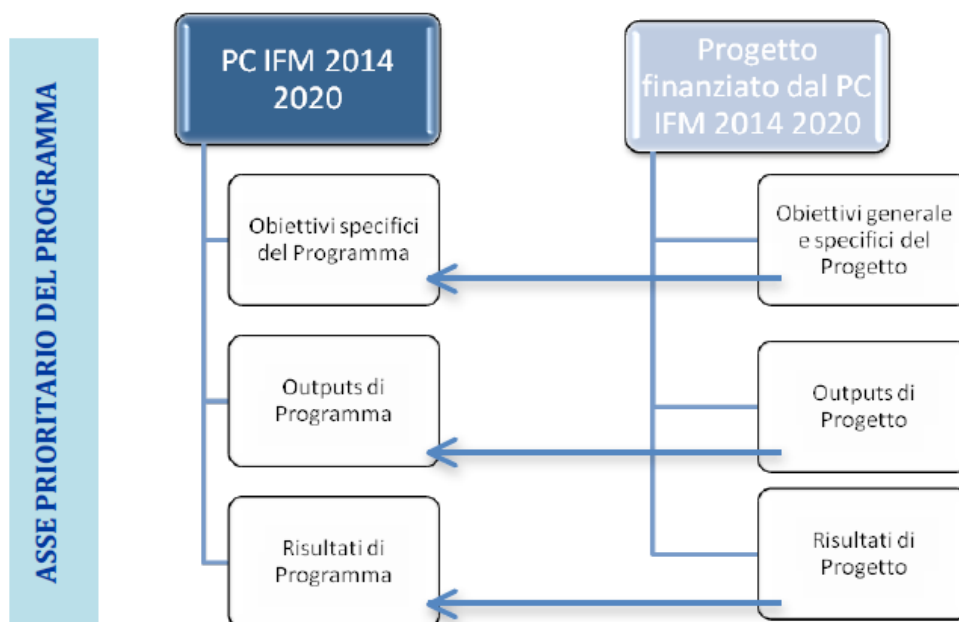 ASSE PRIORITARIO DEL PROGRAMMA
PC IFM 2014
2020
Progetto
finanziato dal PC
IFM 2014 2020
Obiettivi specifici
del Programma
Obiettivi generale
e specifici del
Progetto
Outputs di
Programma
Outputs di
Progetto
Risultati di
Programma
Risultati di
Progetto